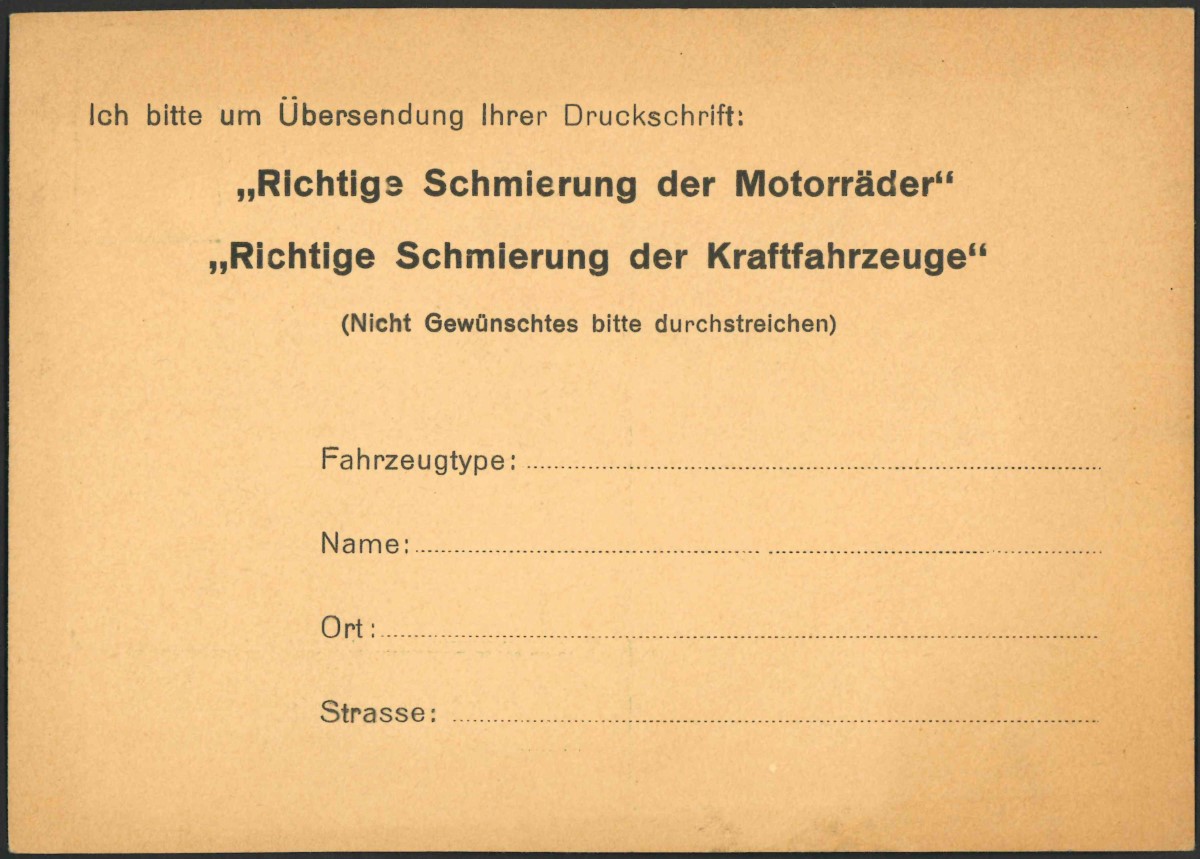 Ich bitte um Übersendung Ihrer Druckschrift:
„Richtige Schmierung der Motorräder“
„Richtige Schmierung der Kraftfahrzeuge“
(Nicht Gewünschtes bitte durchstreichen)
Fahrzeugtype:
Name:
Ort:
Strasse: